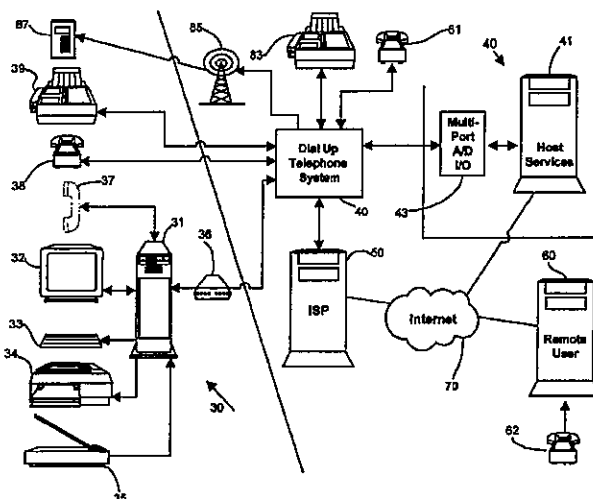 87
85
83
61
40
41
39
Dial Up
Telephone
System
Multi-
Port
A/D
I/O
Host
Services
38
37
31
40
43
36
32
50
60
ISP
Internet
Remote
User
33
34
30
70
62
35